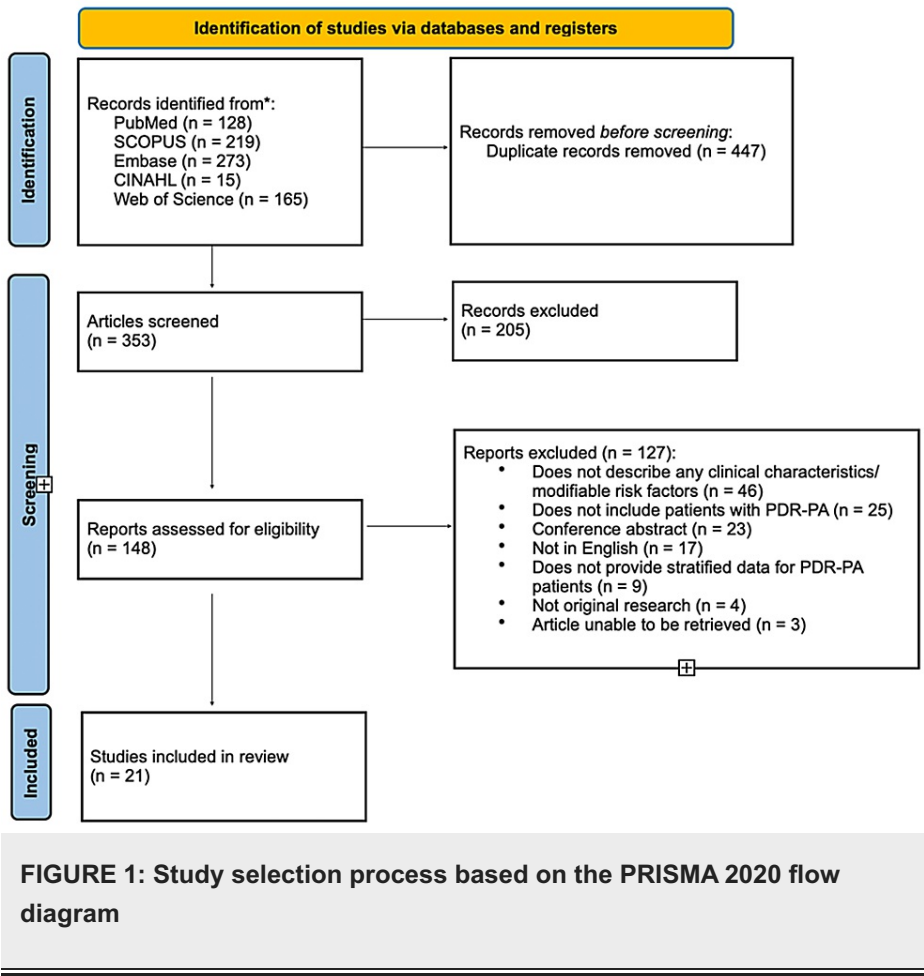 Identification of studies via databases and registers
Identification
Records identified from*:
PubMed (n = 128)
SCOPUS (n = 219)
Embase (n = 273)
CINAHL (n = 15)
Web of Science (n = 165)
Records removed before screening:
Duplicate records removed (n = 447)
Screening
Articles screened
(n = 353)
Records excluded
(n = 205)
Reports assessed for eligibility
(n = 148)
Reports excluded (n = 127):
• Does not describe any clinical characteristics/
modifiable risk factors (n = 46)
• Does not include patients with PDR-PA (n = 25)
• Conference abstract (n = 23)
• Not in English (n = 17)
• Does not provide stratified data for PDR-PA
patients (n = 9)
• Not original research (n = 4)
• Article unable to be retrieved (n = 3)
Included
Studies included in review
(n = 21)
FIGURE 1: Study selection process based on the PRISMA 2020 flow
diagram